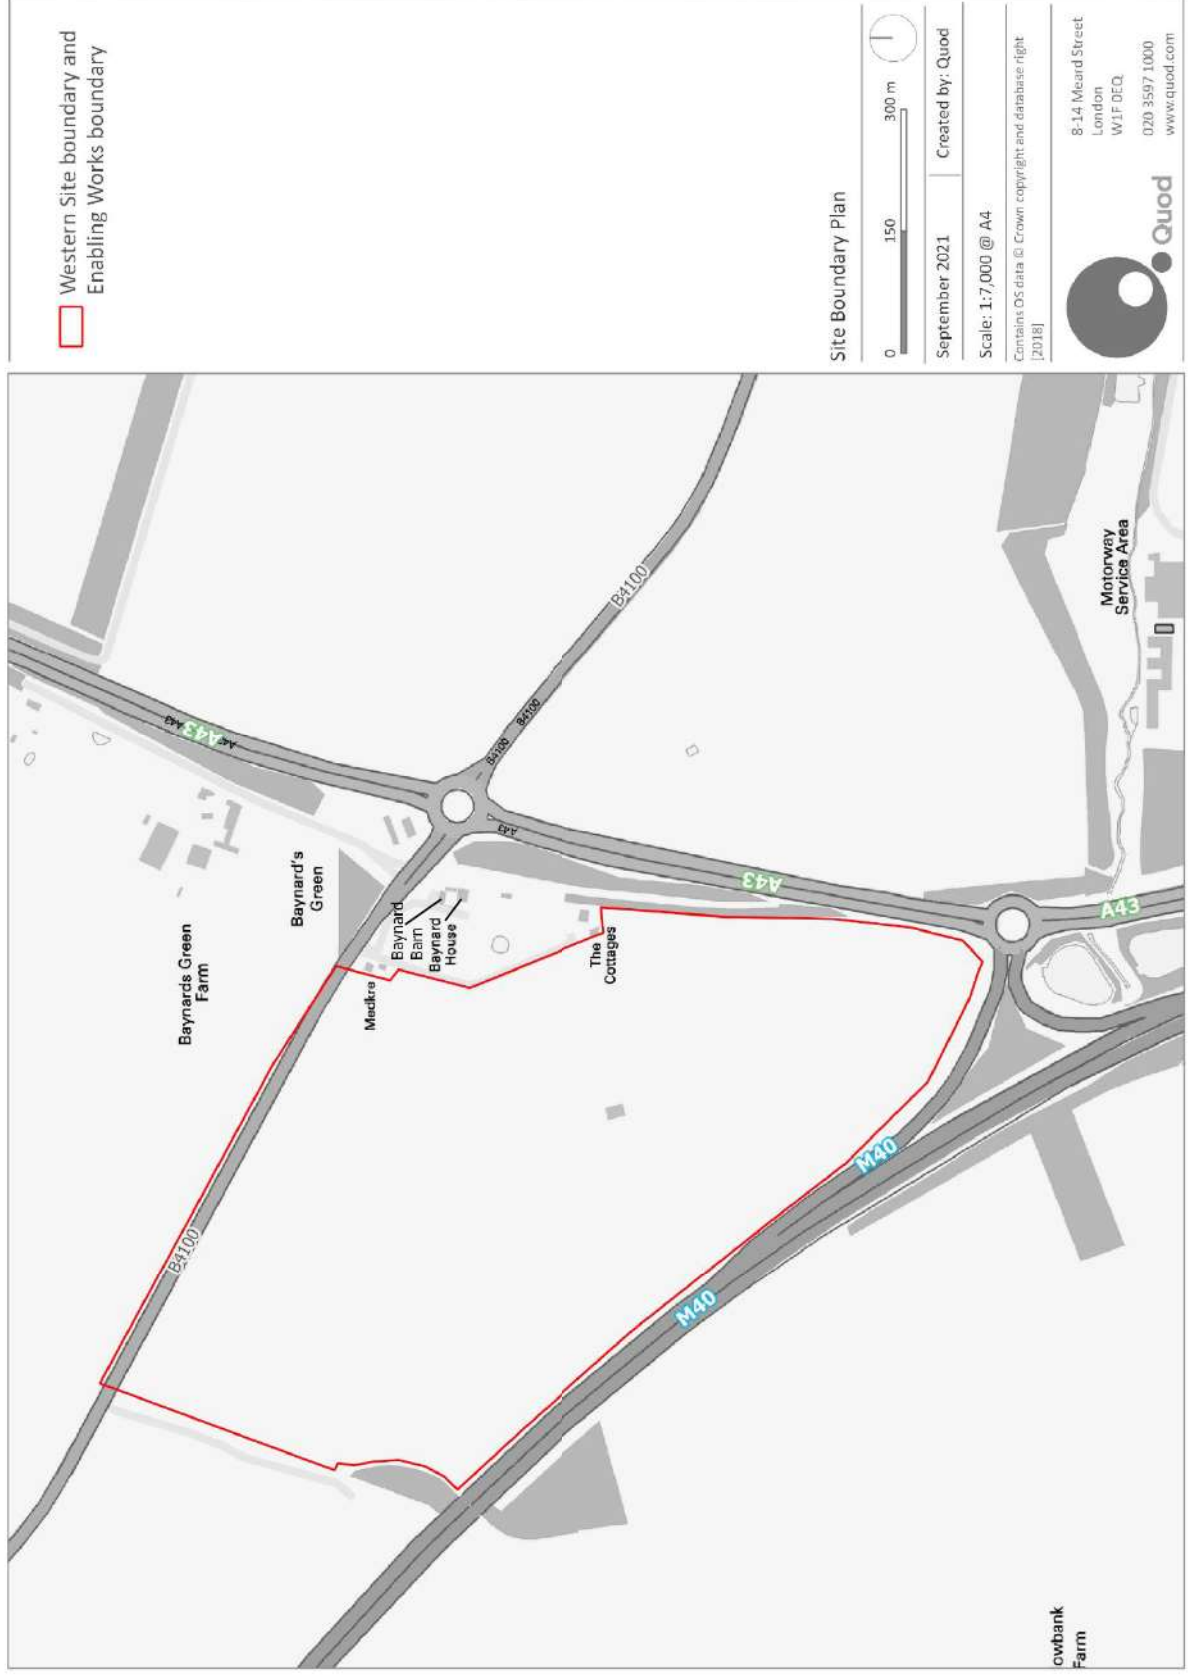 Western Site boundary and
Enabling Works boundary
Site Boundary Plan
0
150
300 m
September 2021
Created by: Quod
Scale: 1:7,000 @ A4
Contains OS data © Crown copyright and database right
[2018]
Quod
8-14 Meard Street
London
W1F 0EQ
020 3597 1000
www.quod.com
A43
A43
A43
Baynards Green
Farm
Baynard's
Green
B4100
B4100
B4100
B4100
A43
Medkre
Baynard
Barn
Baynard
House
The
Cottages
A43
A43
M40
M40
Motorway
Service Area
owbank
Farm